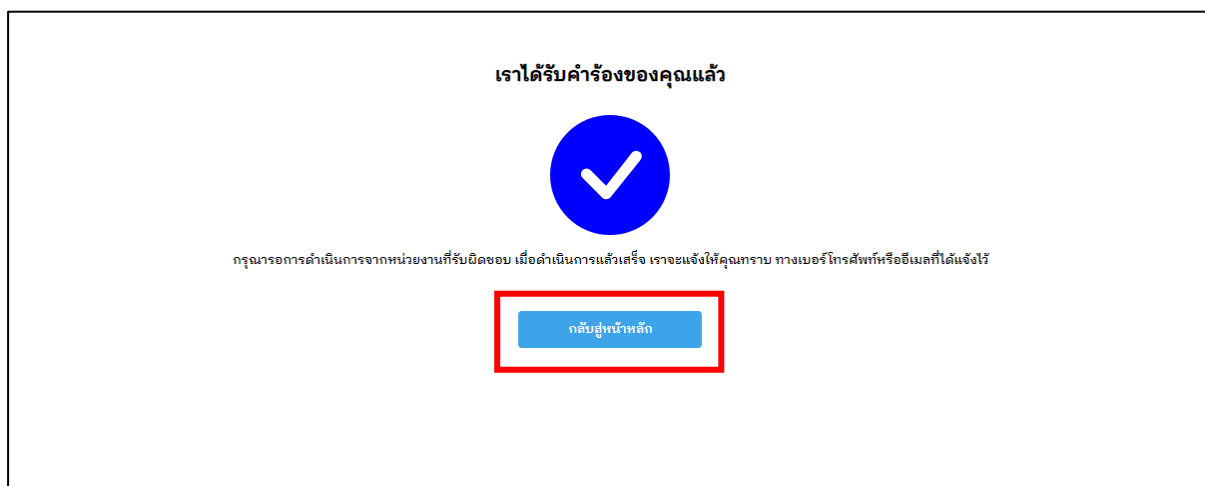 เราได้รับคำร้องของคุณแล้ว
กรุณารอการดำเนินการจากหน่วยงานที่รับผิดชอบ เมื่อดำเนินการแล้วเสร็จ เราจะแจ้งให้คุณทราบ ทางเบอร์โทรศัพท์หรืออีเมลที่ได้แจ้งไว้
กลับสู่หน้าหลัก